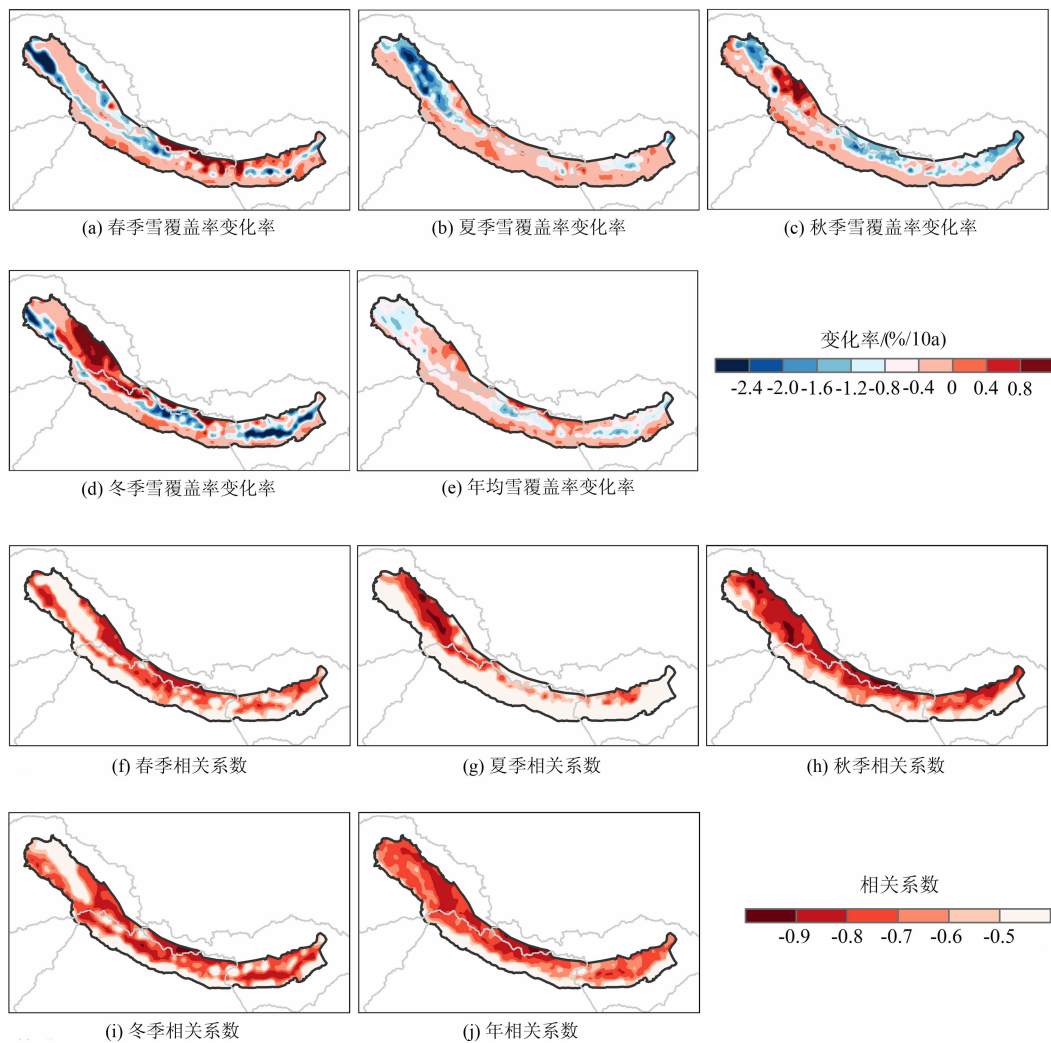 (a) 春季雪覆盖率变化率
(b) 夏季雪覆盖率变化率
(c) 秋季雪覆盖率变化率
变化率/(%/10a)
-2.4 -2.0 -1.6 -1.2 -0.8 -0.4 0 0.4 0.8
(d) 冬季雪覆盖率变化率
(e) 年均雪覆盖率变化率
(f) 春季相关系数
(g) 夏季相关系数
(h) 秋季相关系数
相关系数
-0.9 -0.8 -0.7 -0.6 -0.5
(i) 冬季相关系数
(j) 年相关系数